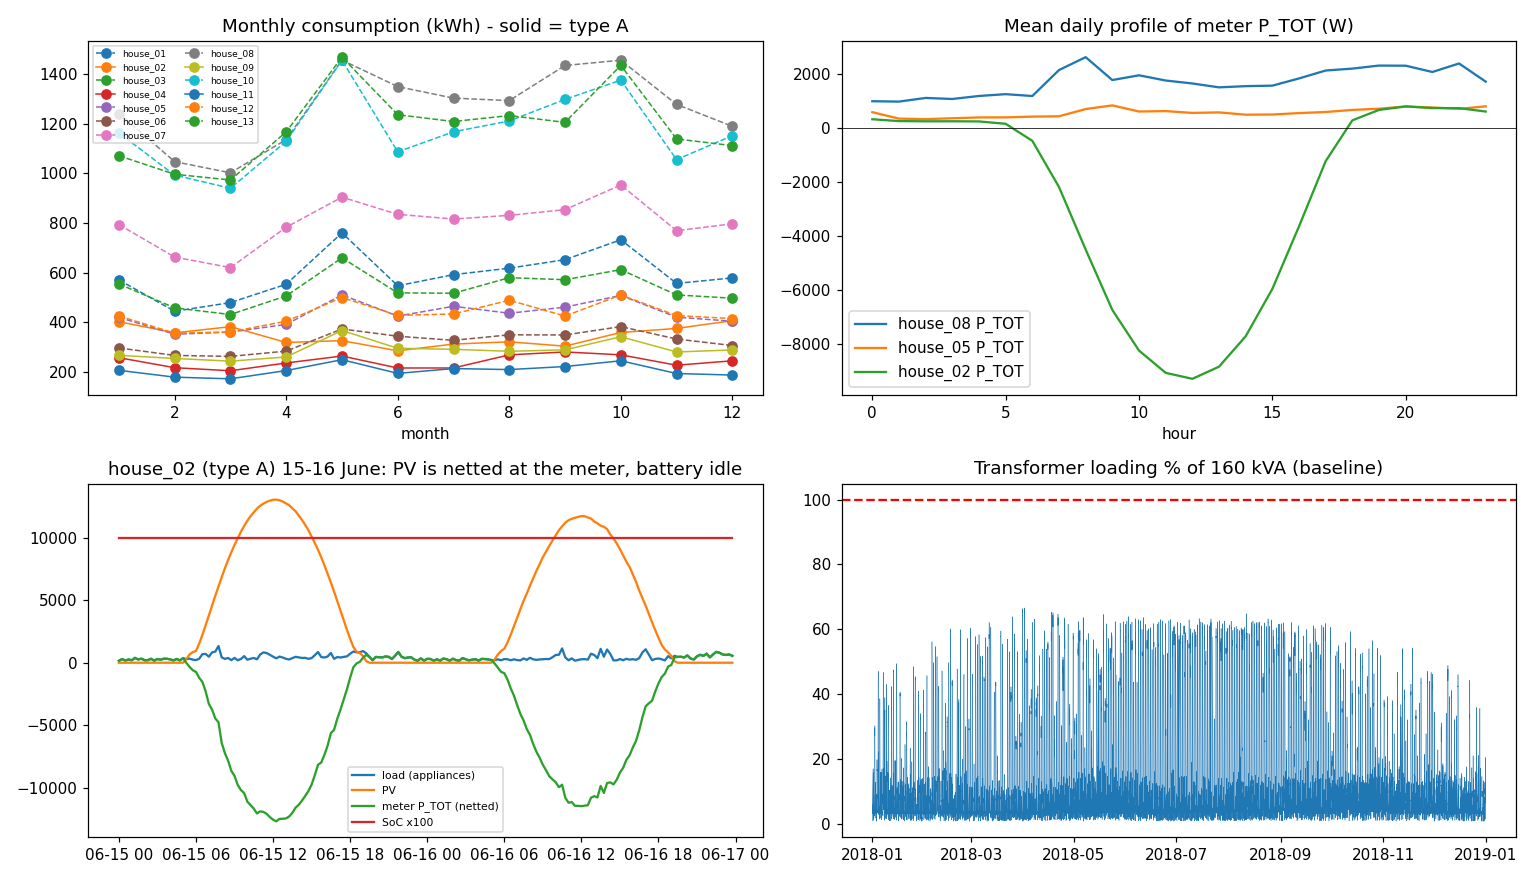 Monthly consumption (kWh) - solid = type A
house_01
house_02
house_03
house_04
house_05
house_06
house_07
house_08
house_09
house_10
house_11
house_12
house_13
1400
1200
1000
800
600
400
200
2 4 6 8 10 12
month
Mean daily profile of meter P_TOT (W)
2000
0
−2000
−4000
−6000
−8000
house_08 P_TOT
house_05 P_TOT
house_02 P_TOT
0 5 10 15 20
hour
house_02 (type A) 15-16 June: PV is netted at the meter, battery idle
10000
5000
0
−5000
−10000
load (appliances)
PV
meter P_TOT (netted)
SoC x100
06-15 00 06-15 06 06-15 12 06-15 18 06-16 00 06-16 06 06-16 12 06-16 18 06-17 00
Transformer loading % of 160 kVA (baseline)
100
80
60
40
20
0
2018-01 2018-03 2018-05 2018-07 2018-09 2018-11 2019-01